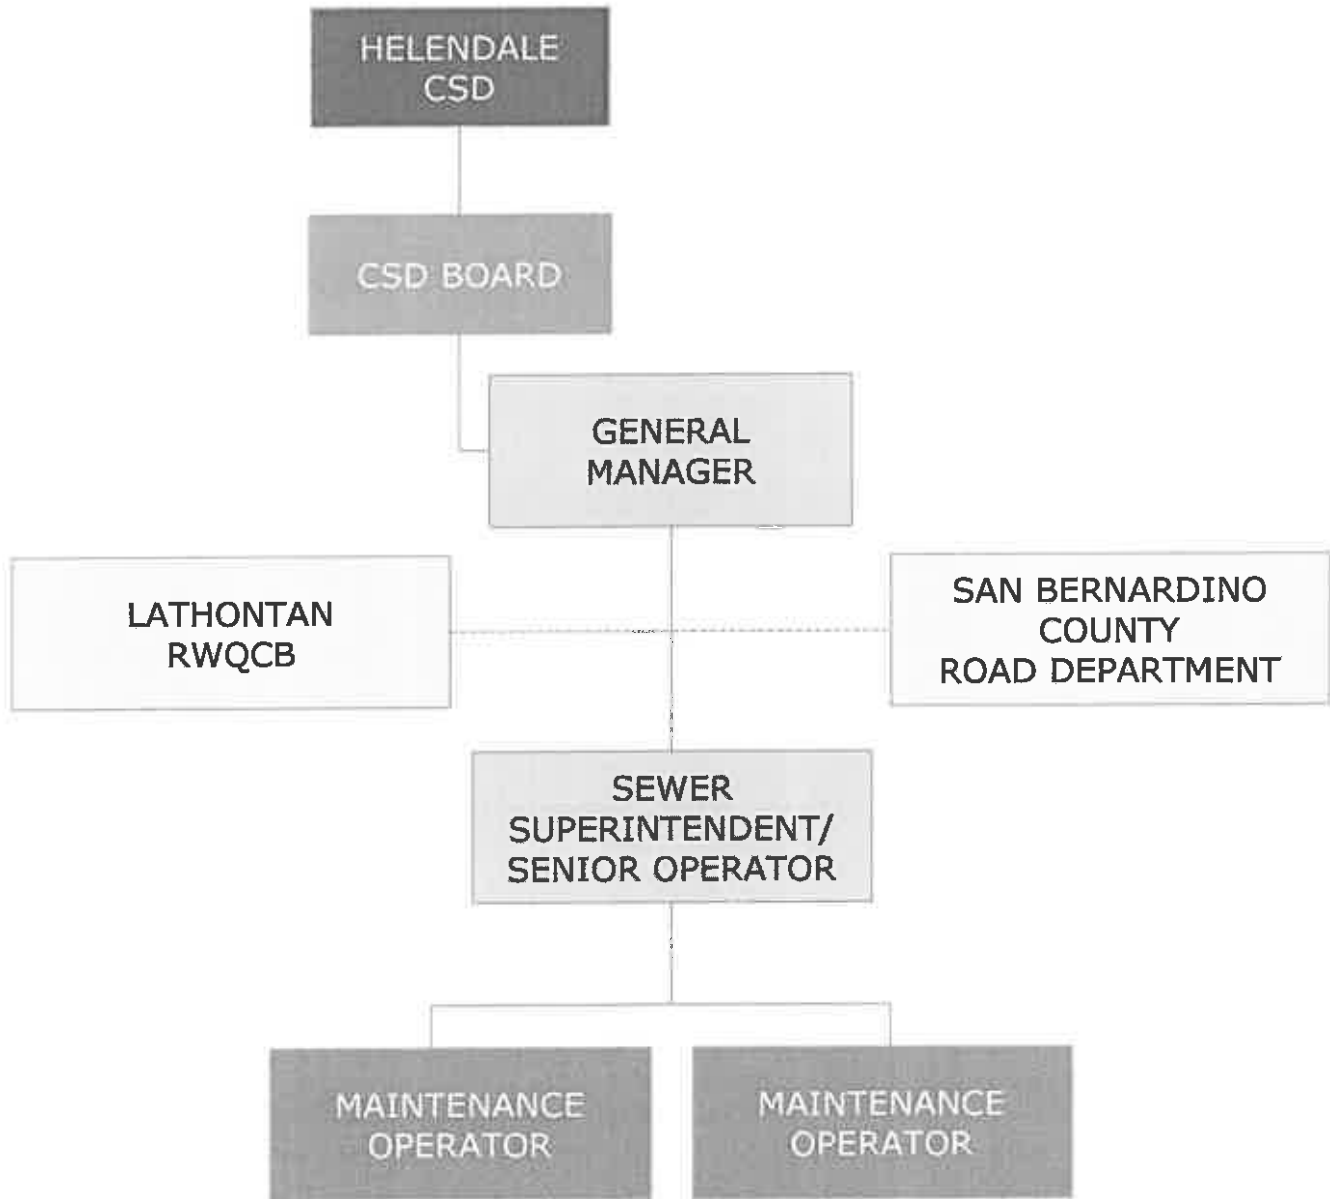 HELENDALE
CSD
CSD BOARD
GENERAL
MANAGER
LATHONTAN
RWQCB
SAN BERNARDINO
COUNTY
ROAD DEPARTMENT
SEWER
SUPERINTENDENT/
SENIOR OPERATOR
MAINTENANCE
OPERATOR
MAINTENANCE
OPERATOR